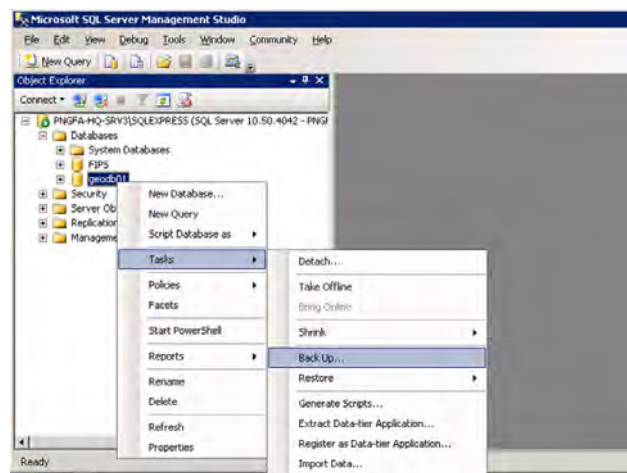 Microsoft SQL Server Management Studio
File Edit View Debug Tools Window Community Help
New Query
Object Explorer
Connect
PNGFA-HQ-SRV3\SQLEXPRESS (SQL Server 10.50.4042 - PNGF
Databases
System Databases
FIPS
geodb01
Security
Server Ob
Replication
Manageme
New Database...
New Query
Script Database as
Tasks
Policies
Facets
Start PowerShell
Reports
Rename
Delete
Refresh
Properties
Detach...
Take Offline
Bring Online
Shrink
Back Up...
Restore
Generate Scripts...
Extract Data-tier Application...
Register as Data-tier Application...
Import Data...
Ready